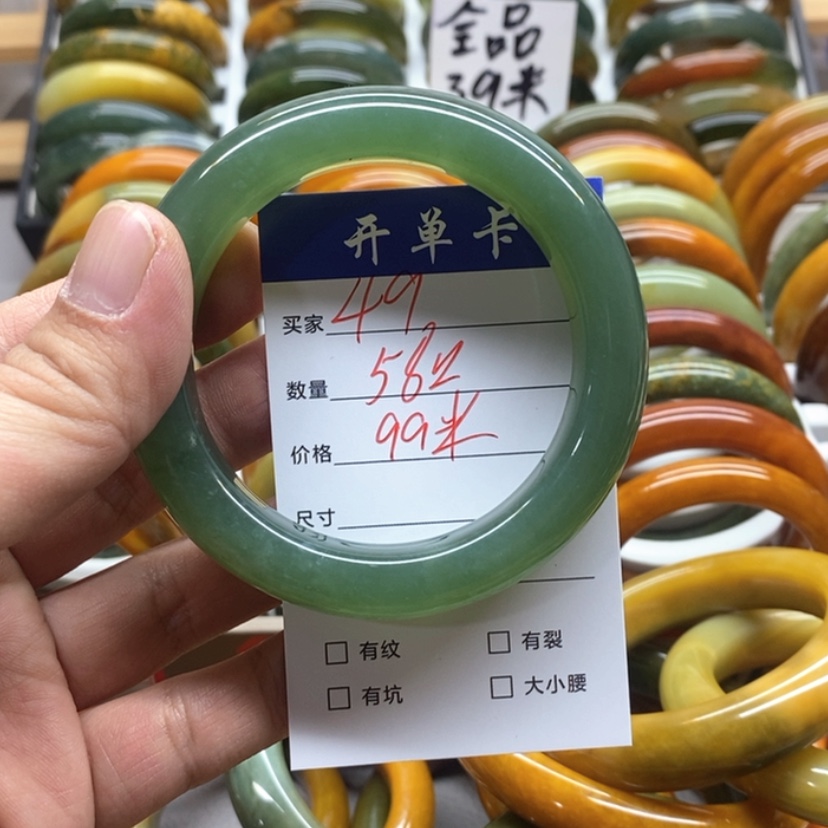 全品
39米
开单卡
买家 49
数量 58
价格 99米
尺寸
有纹 有裂
有坑 大小腰